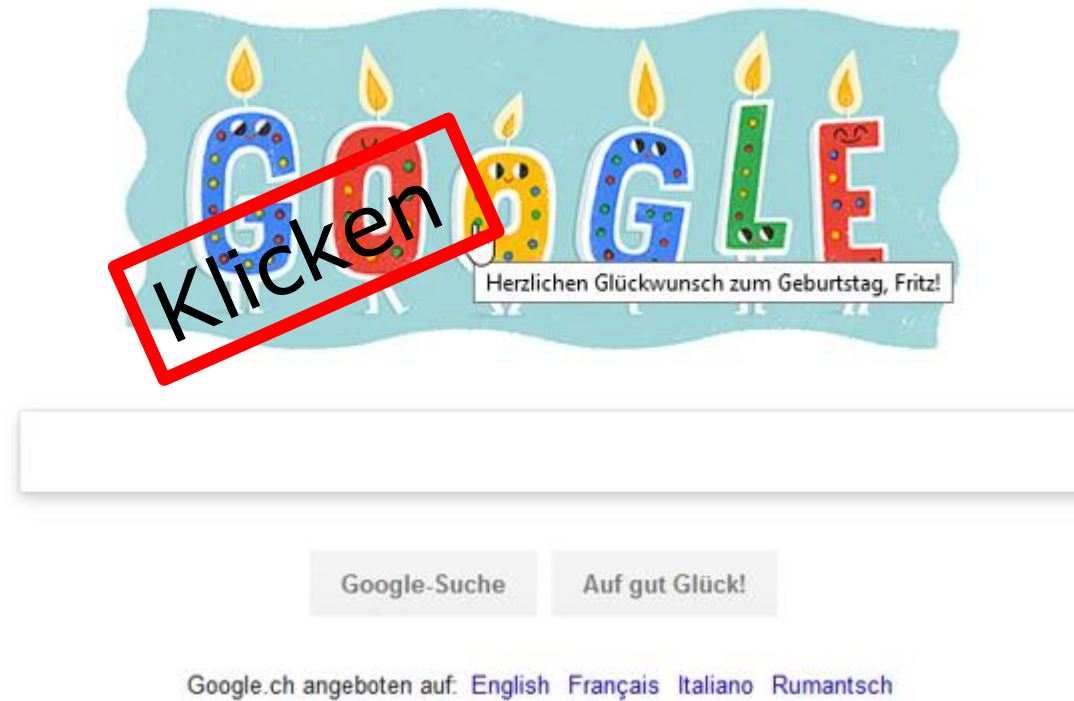 GOOGLE
Klicken
Herzlichen Glückwunsch zum Geburtstag, Fritz!
Google-Suche Auf gut Glück!
Google.ch angeboten auf: English Français Italiano Rumantsch